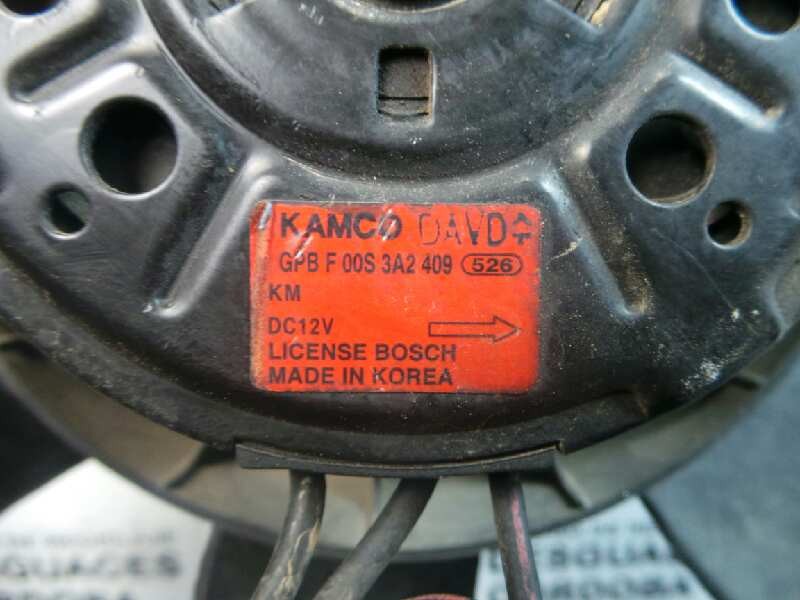 KAMCO DAVD
GPB F 00S 3A2 409 526
KM
DC12V
LICENSE BOSCH
MADE IN KOREA